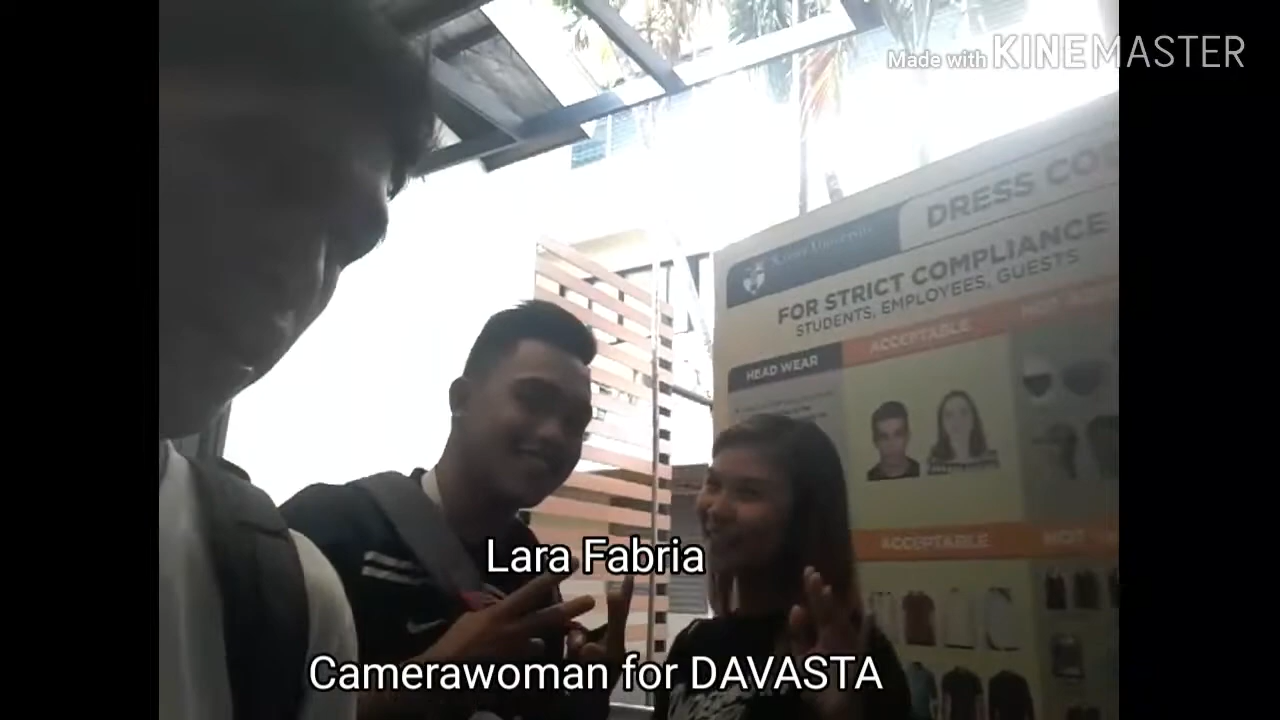 Made with KINEMASTER
DRESS CO
FOR STRICT COMPLIANCE
STUDENTS, EMPLOYEES, GUESTS
HEAD WEAR
ACCEPTABLE
ACCEPTABLE
NOT
Lara Fabria
Camerawoman for DAVASTA